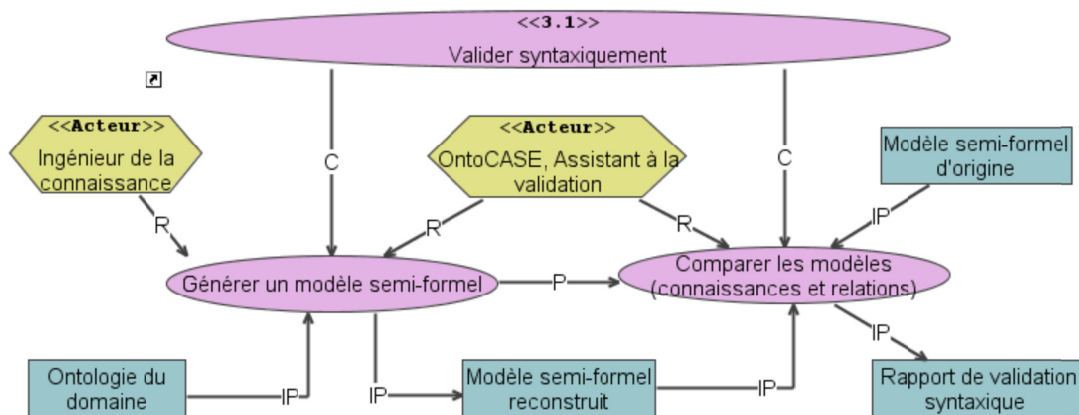 <<3.1>>
Valider syntaxiquement
<<Acteur>>
Ingénieur de la
connaissance
<<Acteur>>
OntoCASE, Assistant à la
validation
Modèle semi-formel
d'origine
C
C
R
R
R
IP
Générer un modèle semi-formel
P
Comparer les modèles
(connaissances et relations)
IP
Ontologie du
domaine
IP
IP
Modèle semi-formel
reconstruit
IP
Rapport de validation
syntaxique